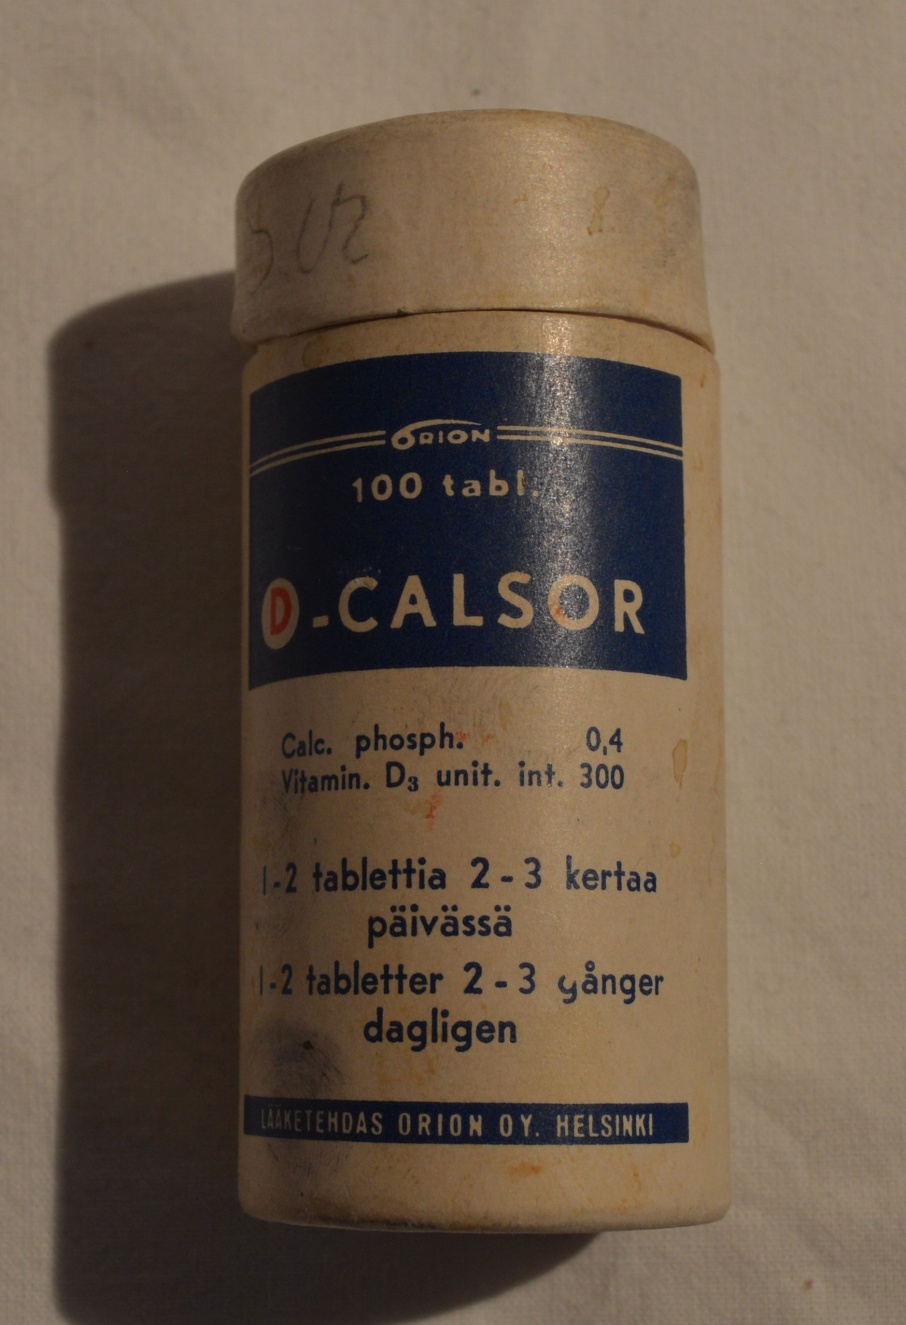 ORION
100 tabl.
D-CALSOR
Calc. phosph. 0,4
Vitamin. D₃ unit. int. 300
1-2 tablettia 2-3 kertaa
päivässä
1-2 tabletter 2-3 gånger
dagligen
LÄÄKETEHDAS ORION OY. HELSINKI